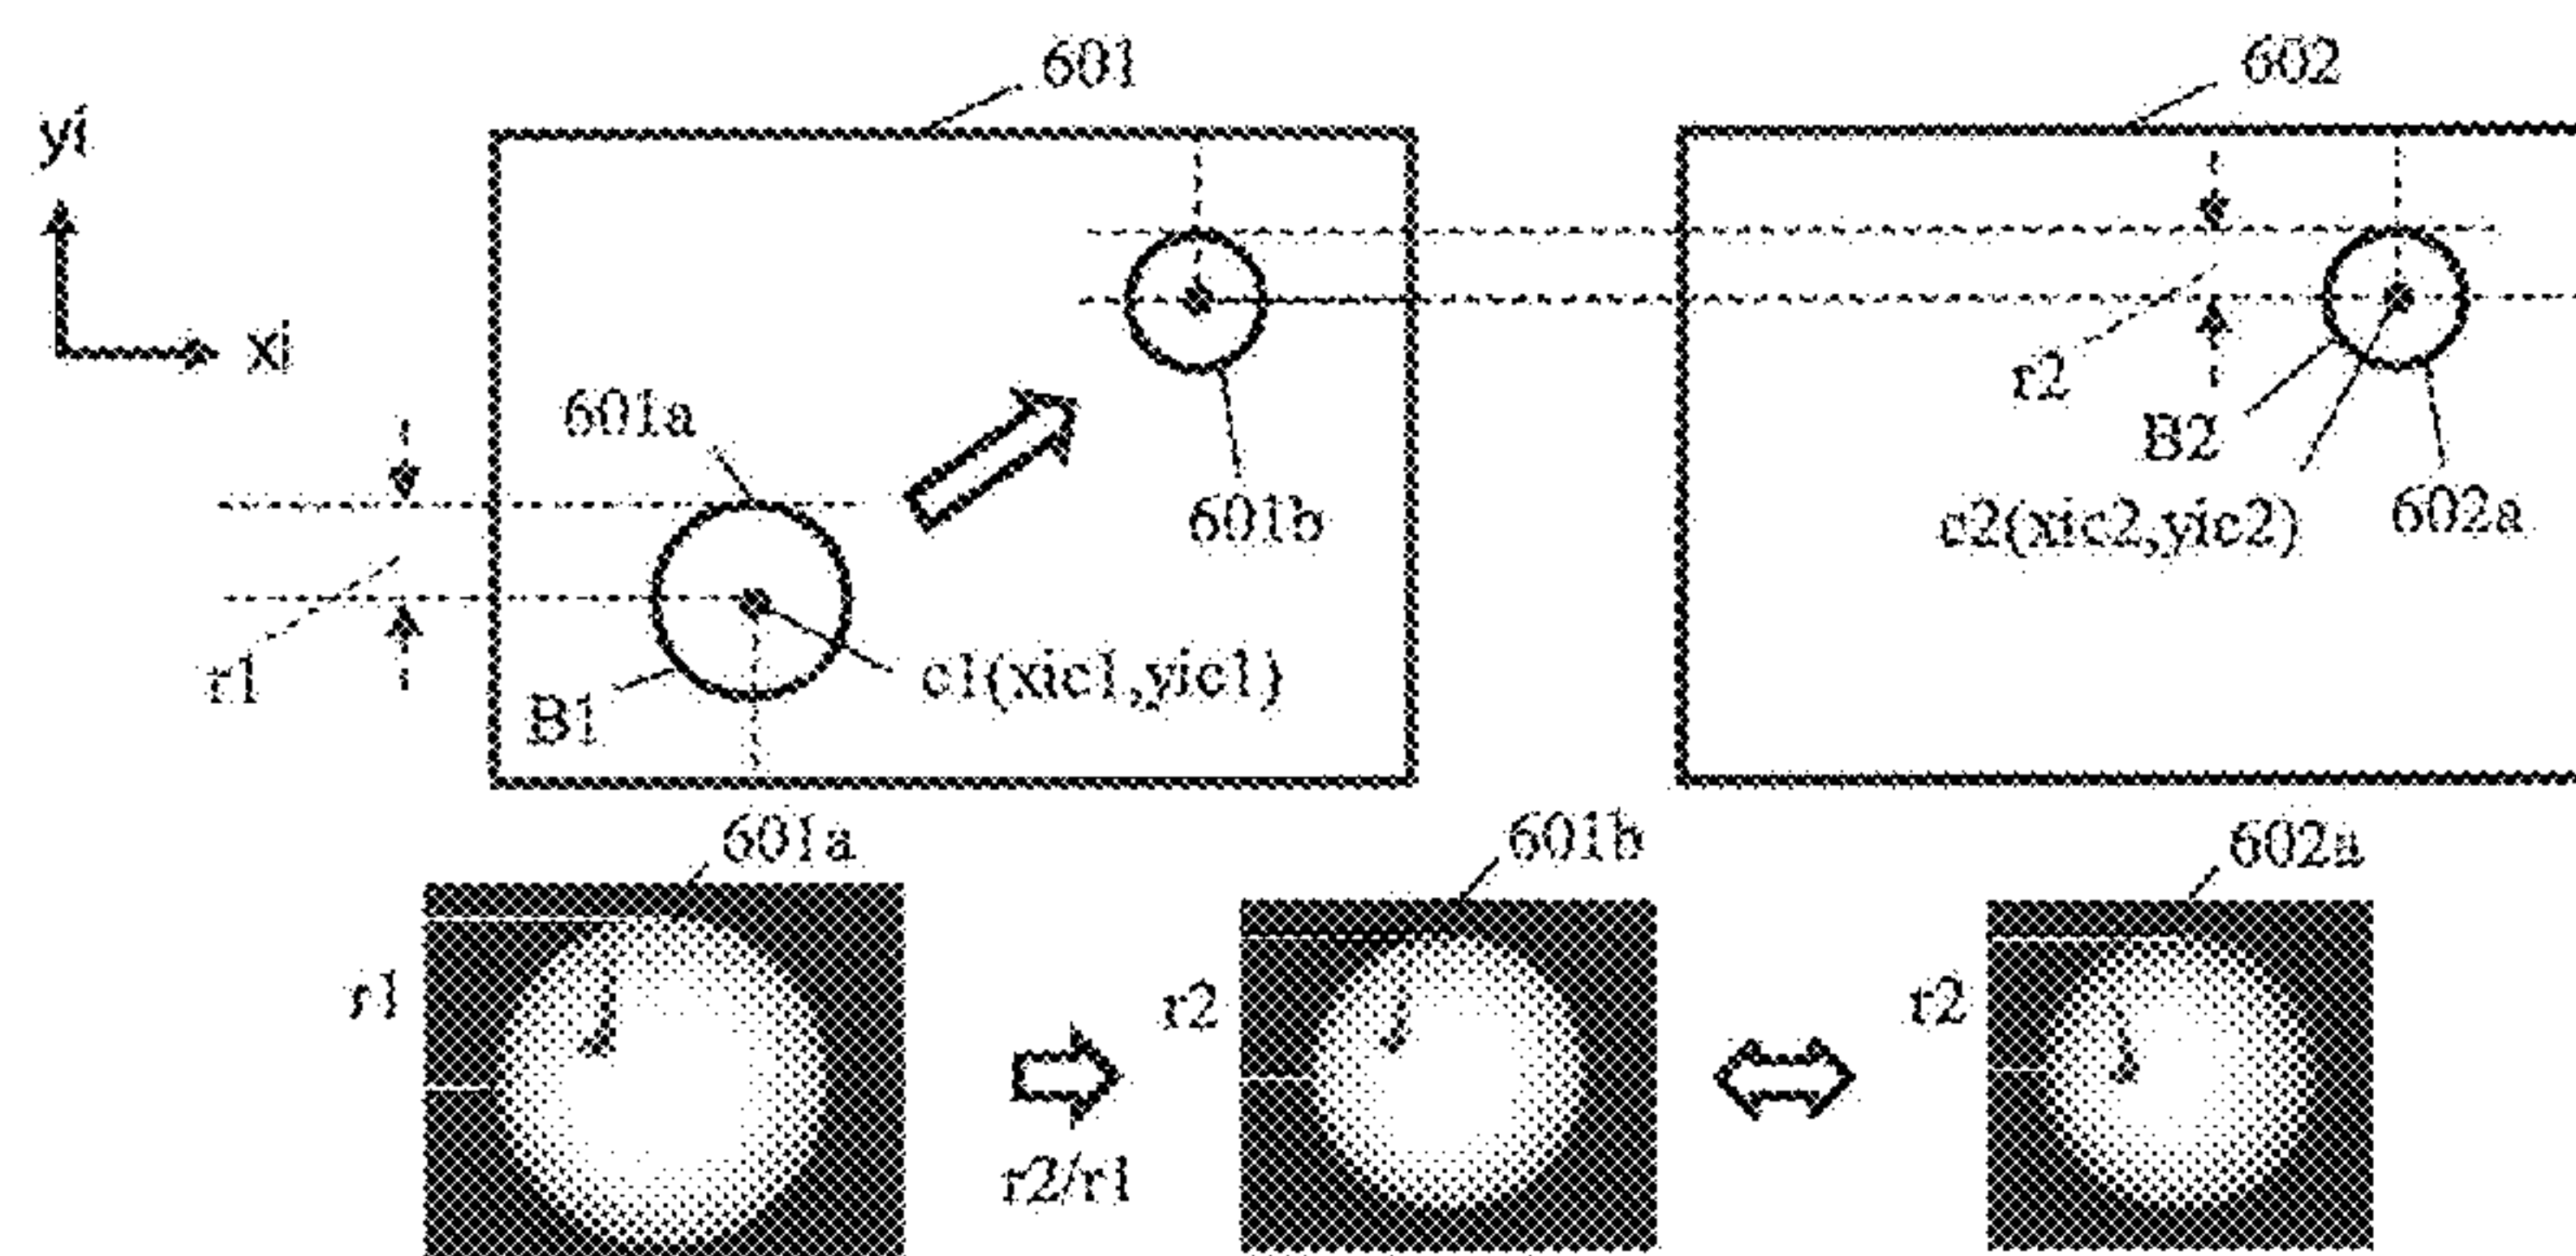 601
602
yi
xi
601a
r2
B2
601b
c2(xic2,yic2)
602a
r1
c1(xic1,yic1)
B1
601a
601b
602a
r1
r2
r2
r2/r1